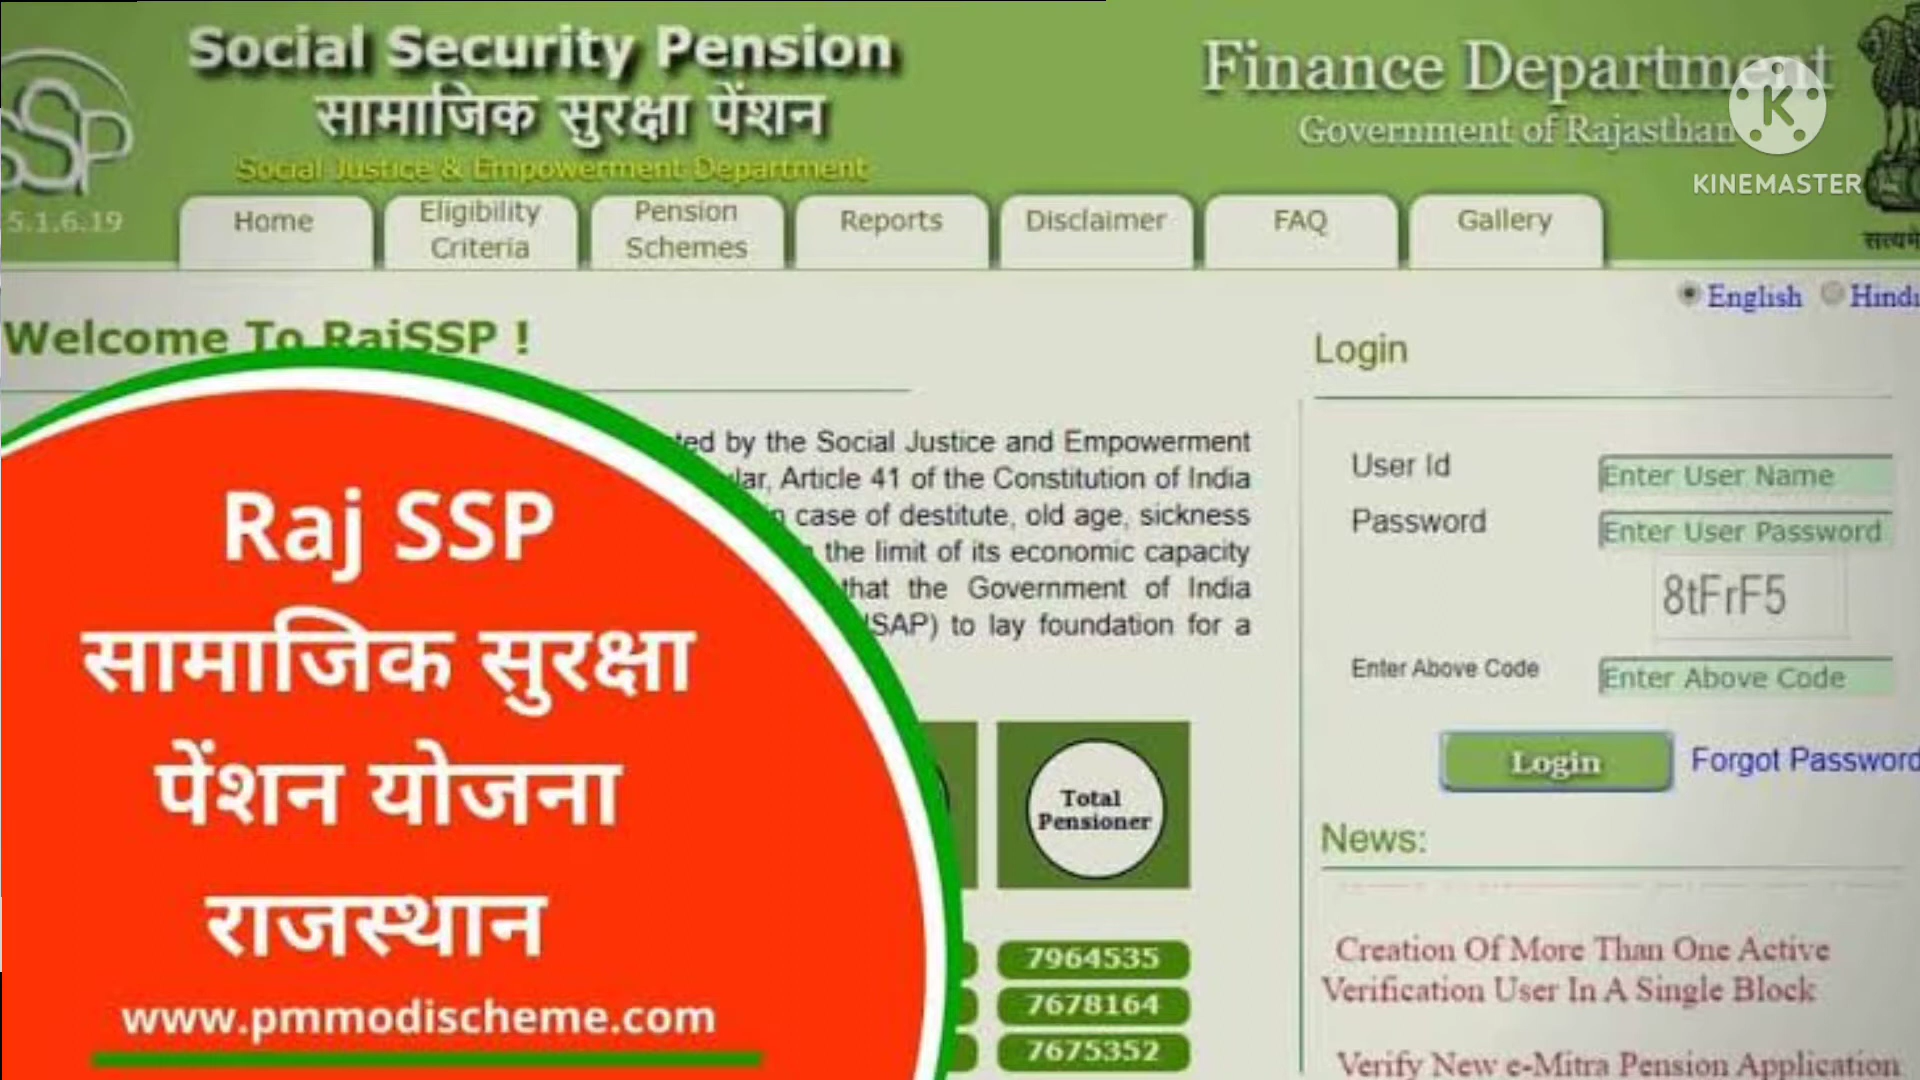 Social Security Pension
सामाजिक सुरक्षा पेंशन
Social Justice & Empowerment Department
SSP
5.1.6.19
Finance Department
Government of Rajasthan
KINEMASTER
Home
Eligibility
Criteria
Pension
Schemes
Reports
Disclaimer
FAQ
Gallery
English
Welcome To RajSSP !
by the Social Justice and Empowerment
Article 41 of the Constitution of India
case of destitute, old age, sickness
the limit of its economic capacity
that the Government of India
to lay foundation for a
Raj SSP
सामाजिक सुरक्षा
पेंशन योजना
राजस्थान
www.pmmodischeme.com
Total
Pensioner
7964535
7678164
7675352
Login
User Id
Enter User Name
Password
Enter User Password
8tFrF5
Enter Above Code
Enter Above Code
Login
Forgot Password
News:
Creation Of More Than One Active
Verification User In A Single Block
Verify New e-Mitra Pension Application